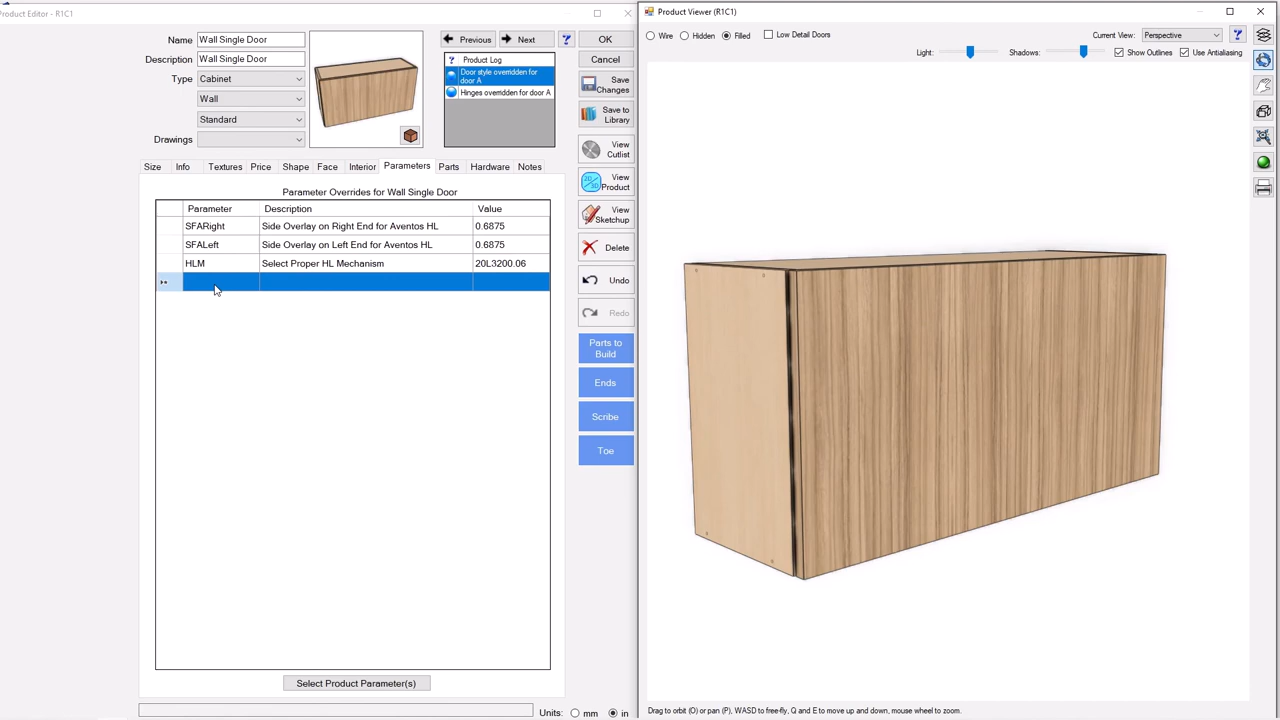 Product Editor - R1C1
Name
Wall Single Door
Description
Wall Single Door
Type
Cabinet
Wall
Standard
Drawings
Previous
Next
?
? Product Log
Door style overridden for door A
Hinges overridden for door A
OK
Cancel
Save Changes
Save to Library
View Cutlist
View Product
View Sketchup
Delete
Undo
Redo
Parts to Build
Ends
Scribe
Toe
Size Info Textures Price Shape Face Interior Parameters Parts Hardware Notes
Parameter Overrides for Wall Single Door
Parameter Description Value
SFARight Side Overlay on Right End for Aventos HL 0.6875
SFALeft Side Overlay on Left End for Aventos HL 0.6875
HLM Select Proper HL Mechanism 20L3200.06
Select Product Parameter(s)
Units: mm in
Product Viewer (R1C1)
Wire Hidden Filled Low Detail Doors
Current View: Perspective ?
Light: Shadows: Show Outlines Use Antialiasing
Drag to orbit (O) or pan (P), WASD to free-fly, Q and E to move up and down, mouse wheel to zoom.